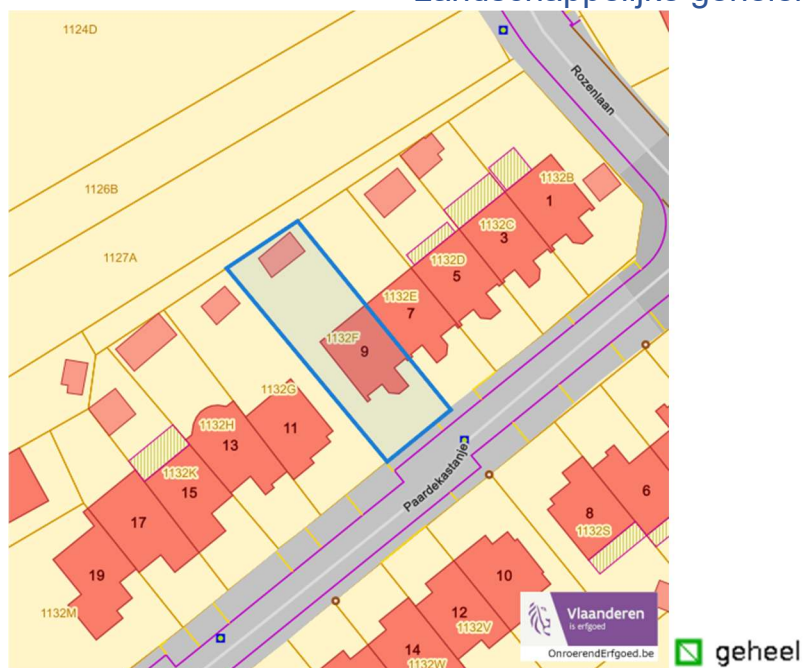 Landschappelijke gehelen
1124D
Rozenlaan
1126B
1132B
1
1127A
1132C
3
1132D
5
1132E
7
1132F
9
1132G
11
1132H
13
1132K
15
17
19
1132M
Paardekastanje
6
8
1132S
10
12
1132V
14
1132W
Vlaanderen
is erfgoed
OnroerendErfgoed.be
geheel